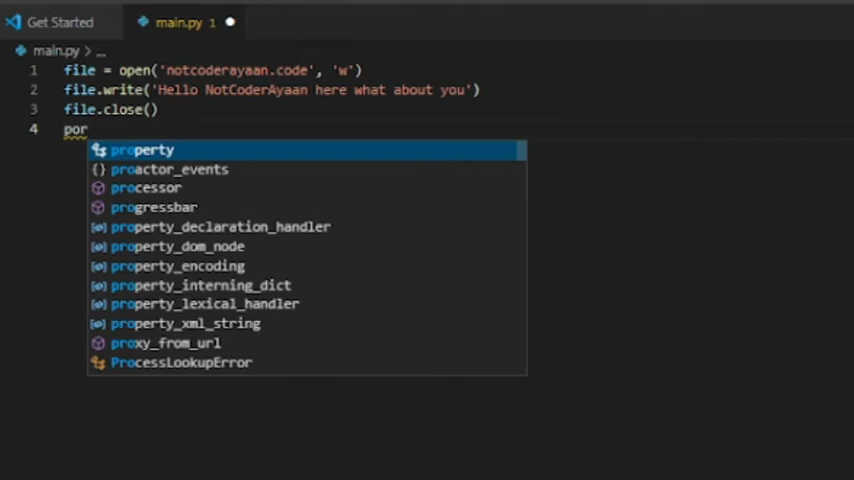 Get Started
main.py 1
main.py > ...
1 file = open('notcoderayaan.code', 'w')
2 file.write('Hello NotCoderAyaan here what about you')
3 file.close()
4 por
property
{} proactor_events
processor
progressbar
property_declaration_handler
property_dom_node
property_encoding
property_interning_dict
property_lexical_handler
property_xml_string
proxy_from_url
ProcessLookupError